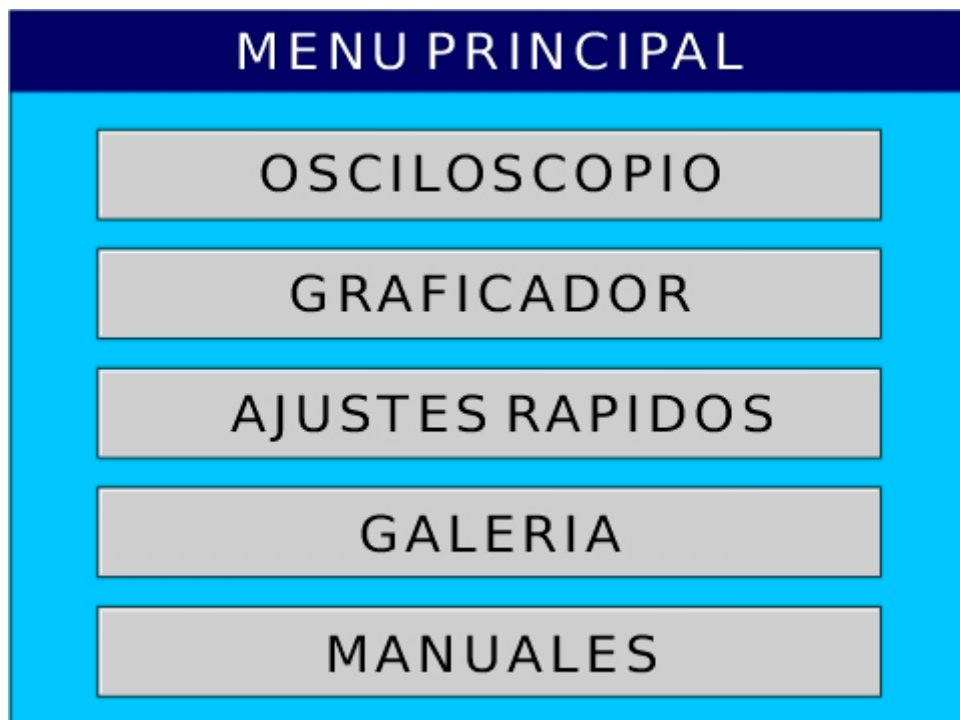 MENU PRINCIPAL
OSCILOSCOPIO
GRAFICADOR
AJUSTES RAPIDOS
GALERIA
MANUALES